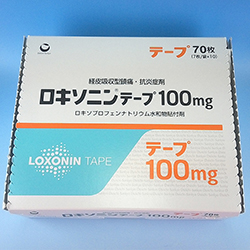 テープ 70枚
(7枚/袋×10)
経皮吸収型鎮痛・抗炎症剤
ロキソニン®テープ100mg
ロキソプロフェンナトリウム水和物貼付剤
LOXONIN TAPE
テープ
100mg